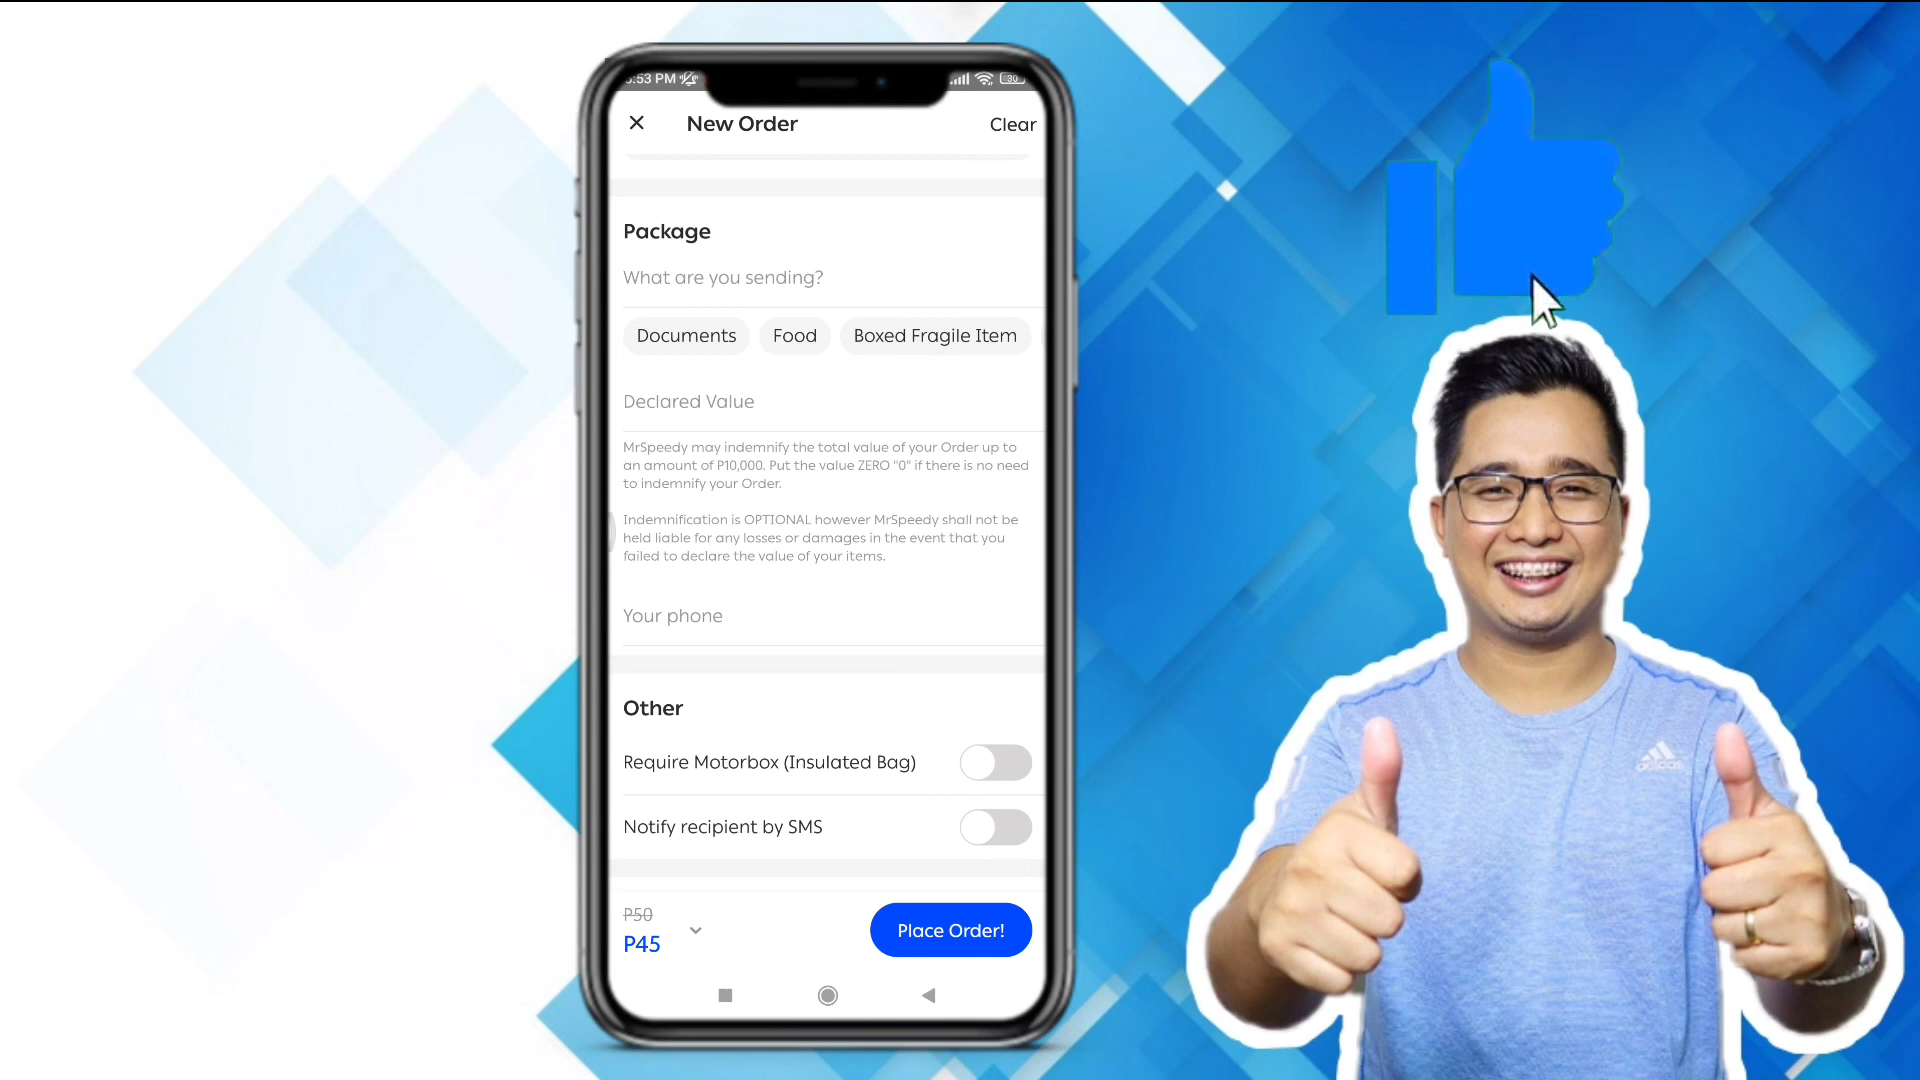 :53 PM
30
New Order
Clear
Package
What are you sending?
Documents
Food
Boxed Fragile Item
Declared Value
MrSpeedy may indemnify the total value of your Order up to
an amount of P10,000. Put the value ZERO "0" if there is no need
to indemnify your Order.
Indemnification is OPTIONAL however MrSpeedy shall not be
held liable for any losses or damages in the event that you
failed to declare the value of your items.
Your phone
Other
Require Motorbox (Insulated Bag)
Notify recipient by SMS
P50
P45
Place Order!
adidas